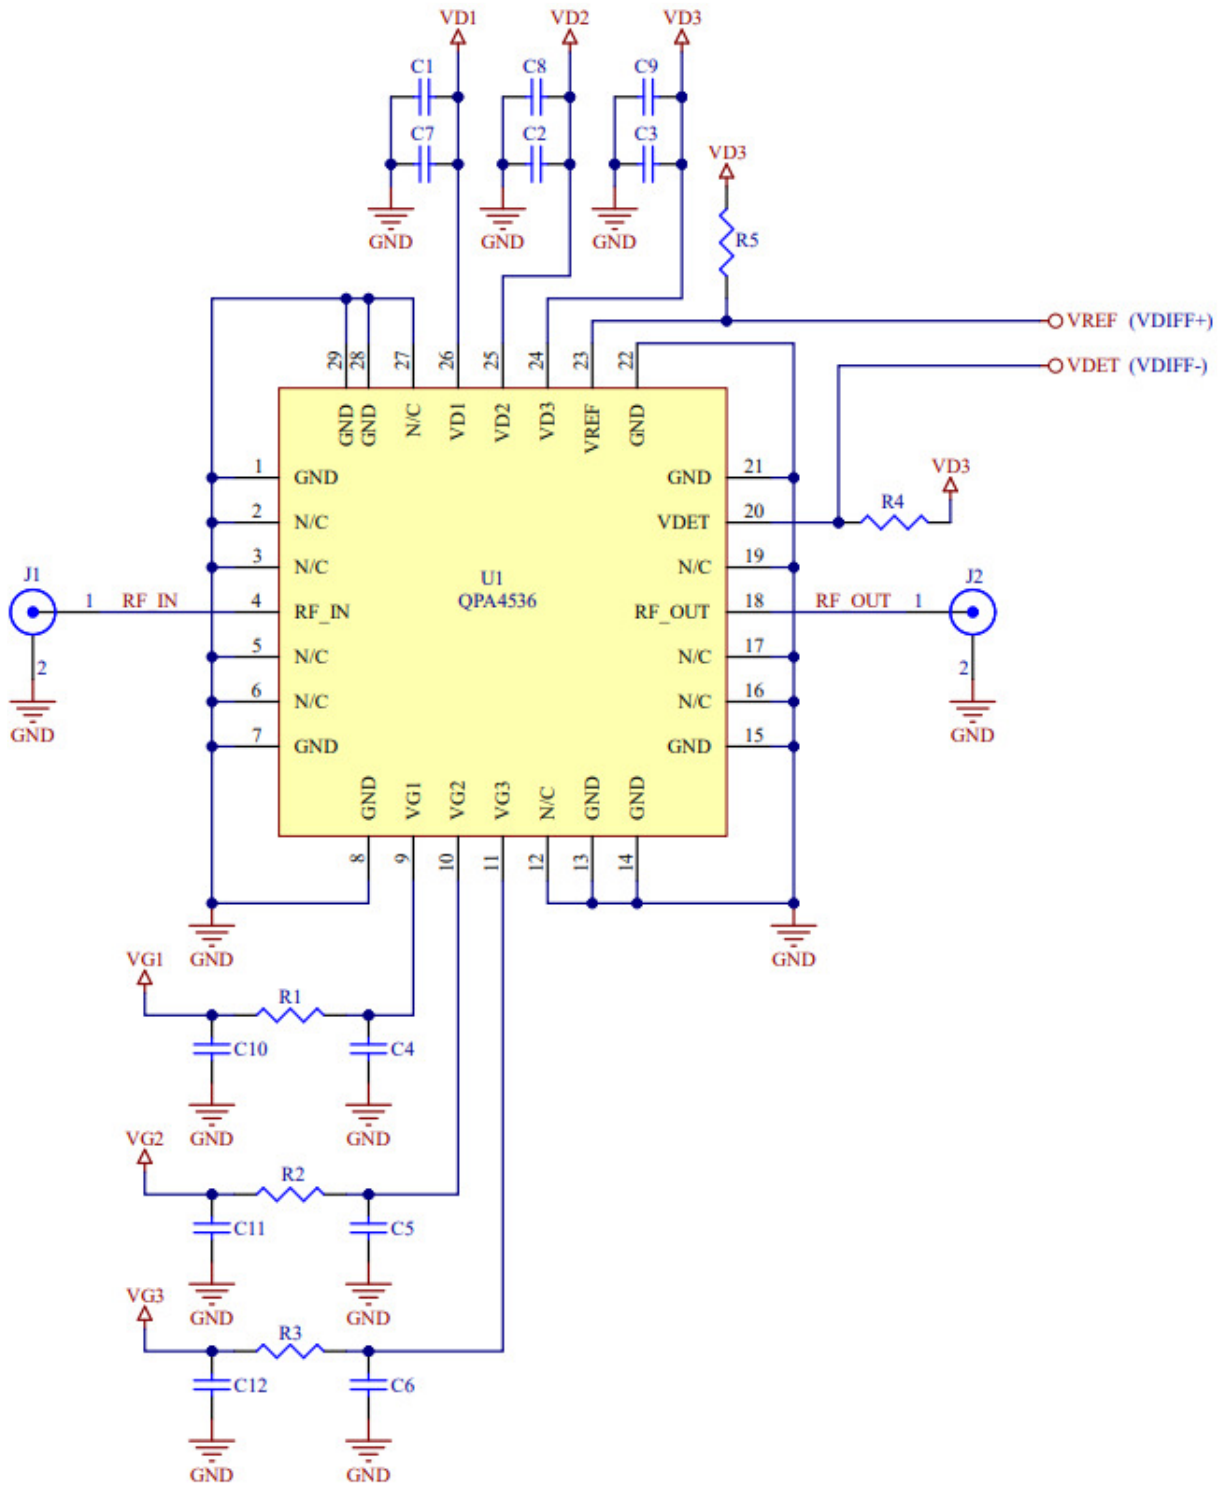 VD1 VD2 VD3
C1 C8 C9
C7 C2 C3
VD3
GND GND GND
R5
VREF (VDIFF+)
VDET (VDIFF-)
29 28 27 26 25 24 23 22
GND GND N/C VD1 VD2 VD3 VREF GND
1 GND
2 N/C
3 N/C
4 RF_IN
5 N/C
6 N/C
7 GND
GND 21
VDET 20
N/C 19
RF_OUT 18
N/C 17
N/C 16
GND 15
VD3
R4
U1
QPA4536
J1
1 RF_IN
2
GND
J2
RF_OUT 1
2
GND
GND VG1 VG2 VG3 N/C GND GND
8 9 10 11 12 13 14
GND
GND
VG1
R1
C10 C4
GND GND
VG2
R2
C11 C5
GND GND
VG3
R3
C12 C6
GND GND